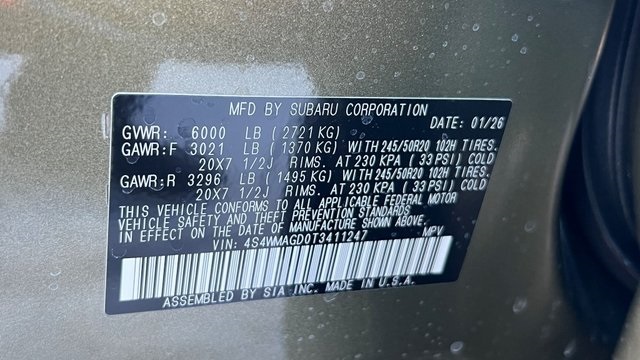 MFD BY SUBARU CORPORATION
DATE: 01/26
GVWR: 6000 LB ( 2721 KG)
GAWR:F 3021 LB ( 1370 KG) WITH 245/50R20 102H TIRES.
20X7 1/2J RIMS. AT 230 KPA ( 33 PSI) COLD
GAWR:R 3296 LB ( 1495 KG) WITH 245/50R20 102H TIRES.
20X7 1/2J RIMS. AT 230 KPA ( 33 PSI) COLD
THIS VEHICLE CONFORMS TO ALL APPLICABLE FEDERAL MOTOR
VEHICLE SAFETY AND THEFT PREVENTION STANDARDS
IN EFFECT ON THE DATE OF MANUFACTURE SHOWN ABOVE.
VIN: 4S4WMAGD0T3411247 MPV
ASSEMBLED BY SIA INC. MADE IN U.S.A.